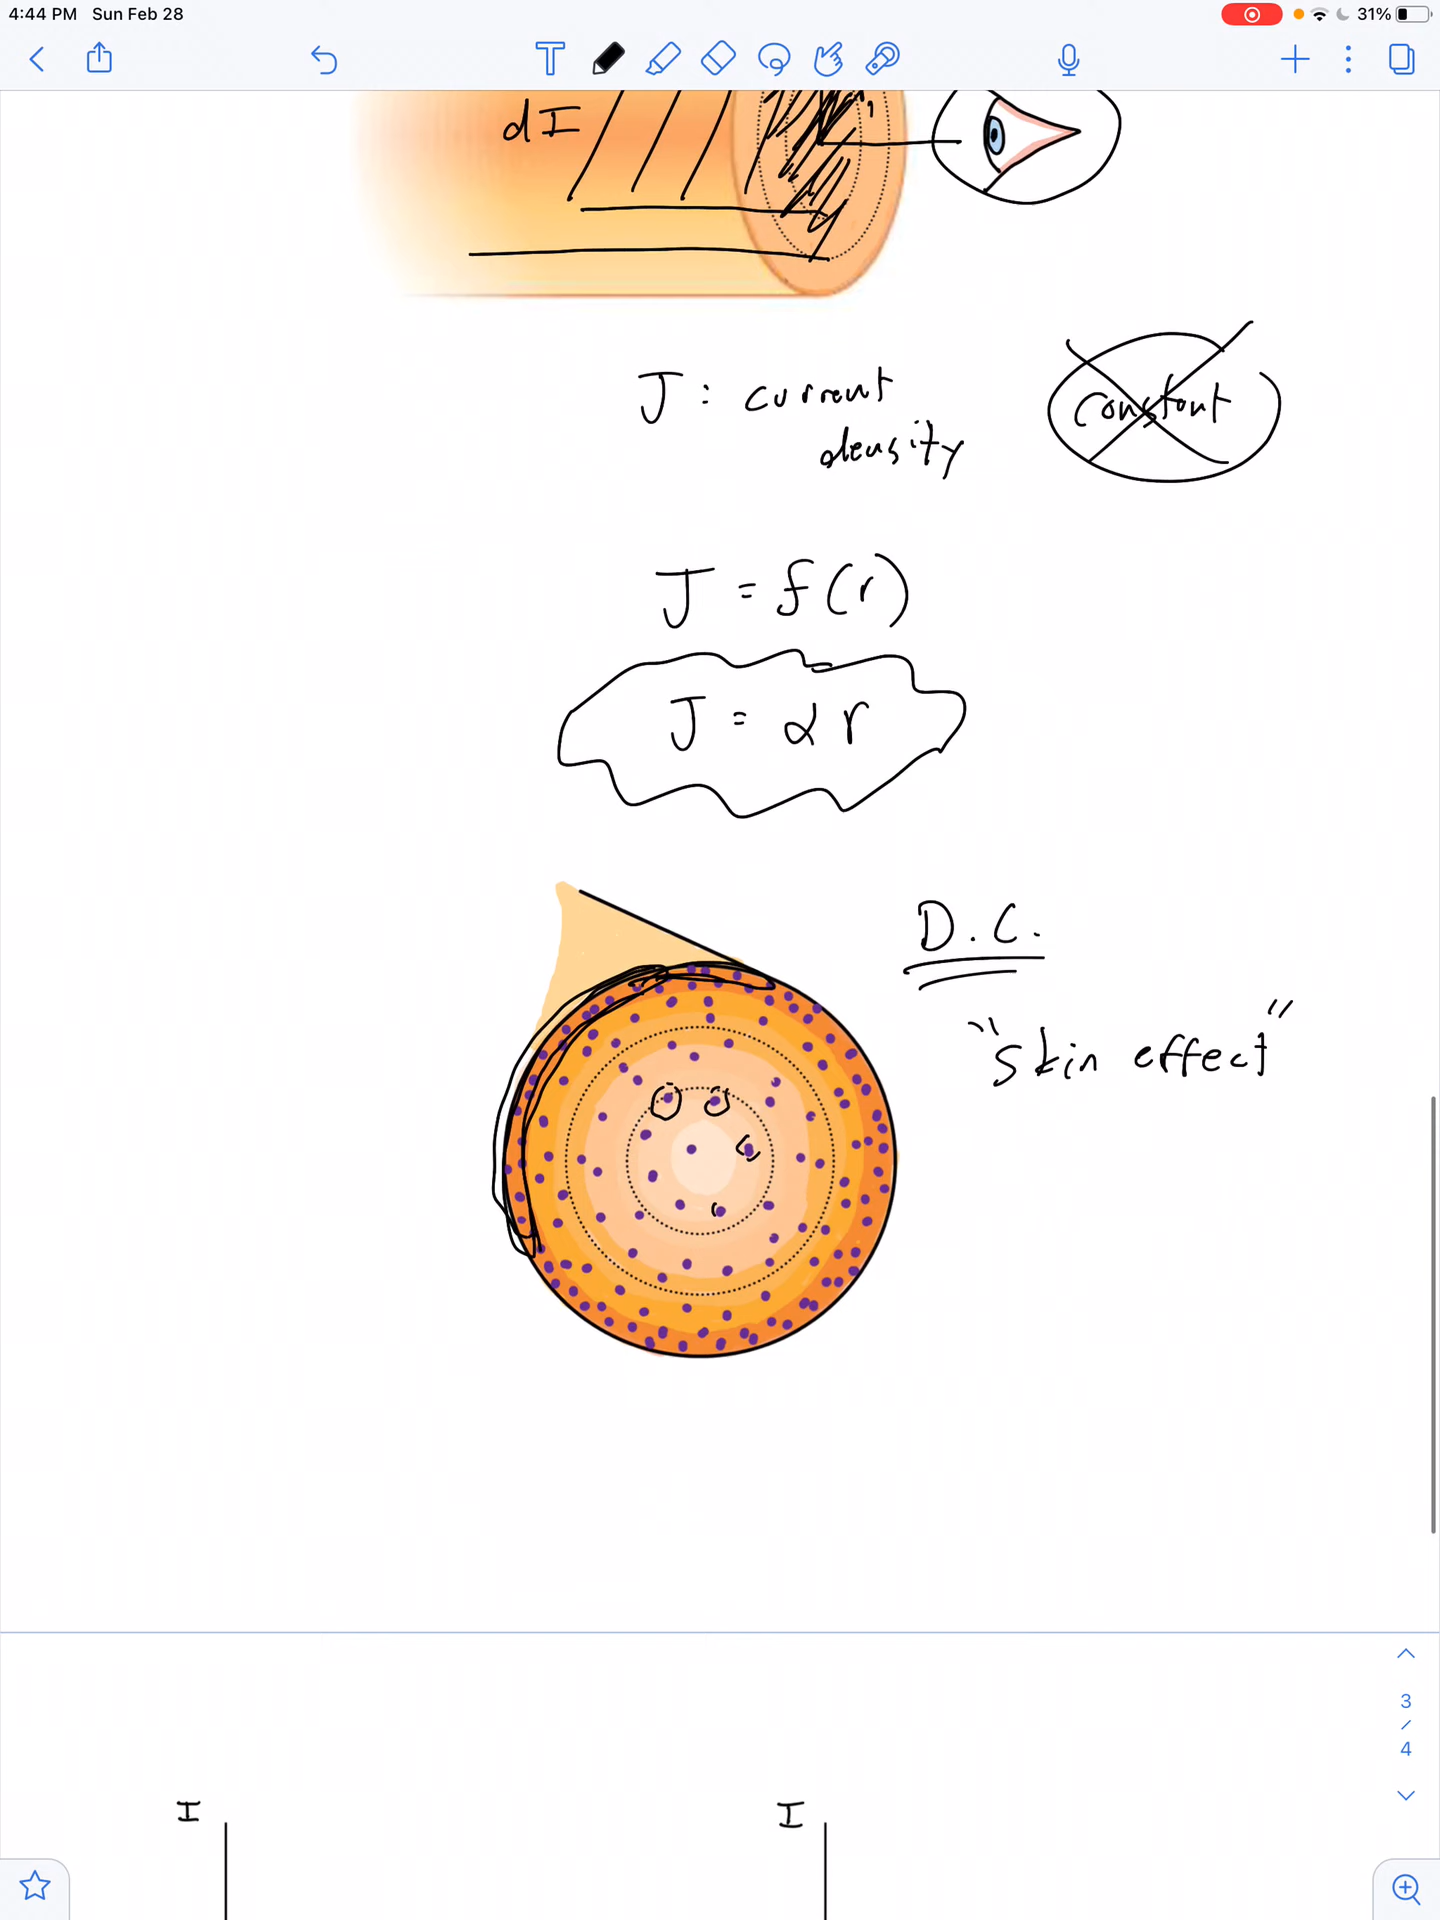 4:44 PM Sun Feb 28
31%
dI
J : current
density
constant
J = f(r)
J = αr
D.C.
"skin effect"
3
/
4
I
I